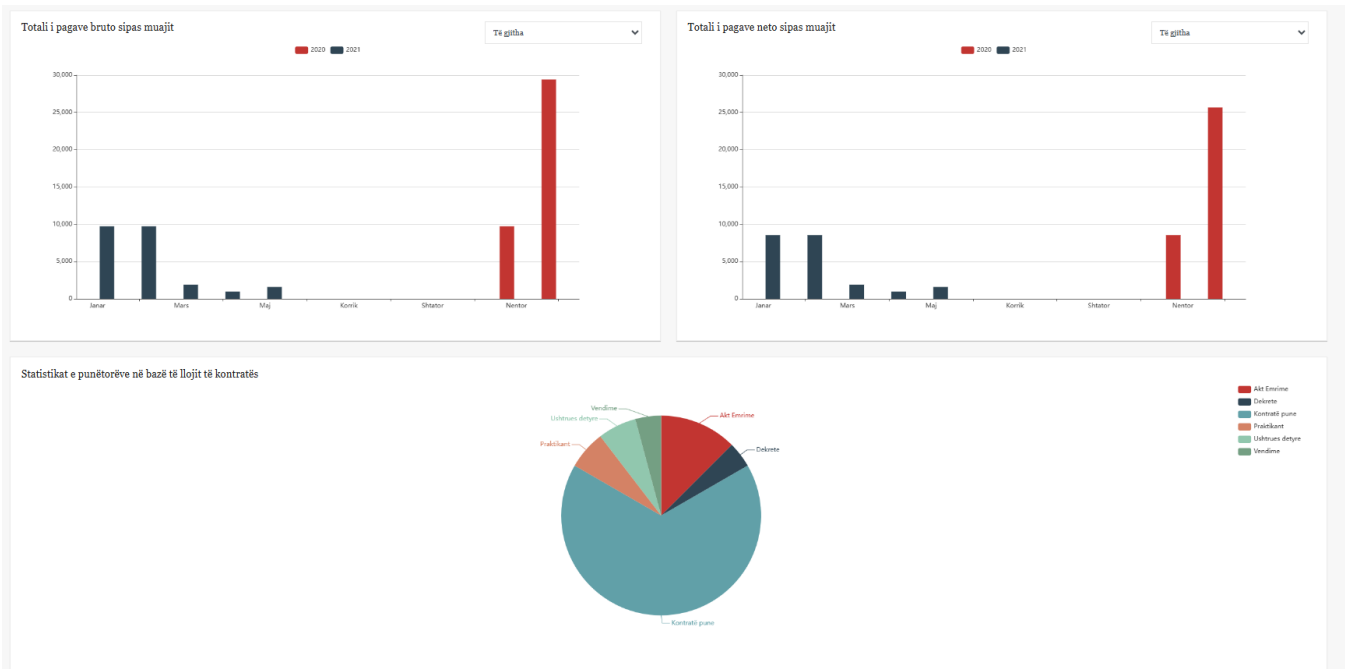 Totali i pagave bruto sipas muajit
Të gjitha
2020 2021
30,000
25,000
20,000
15,000
10,000
5,000
0
Janar Mars Maj Korrik Shtator Nentor
Totali i pagave neto sipas muajit
Të gjitha
2020 2021
30,000
25,000
20,000
15,000
10,000
5,000
0
Janar Mars Maj Korrik Shtator Nentor
Statistikat e punëtorëve në bazë të llojit të kontratës
Vendime
Akt Emrime
Ushtrues detyre
Praktikant
Dekrete
Kontratë pune
Akt Emrime
Dekrete
Kontratë pune
Praktikant
Ushtrues detyre
Vendime